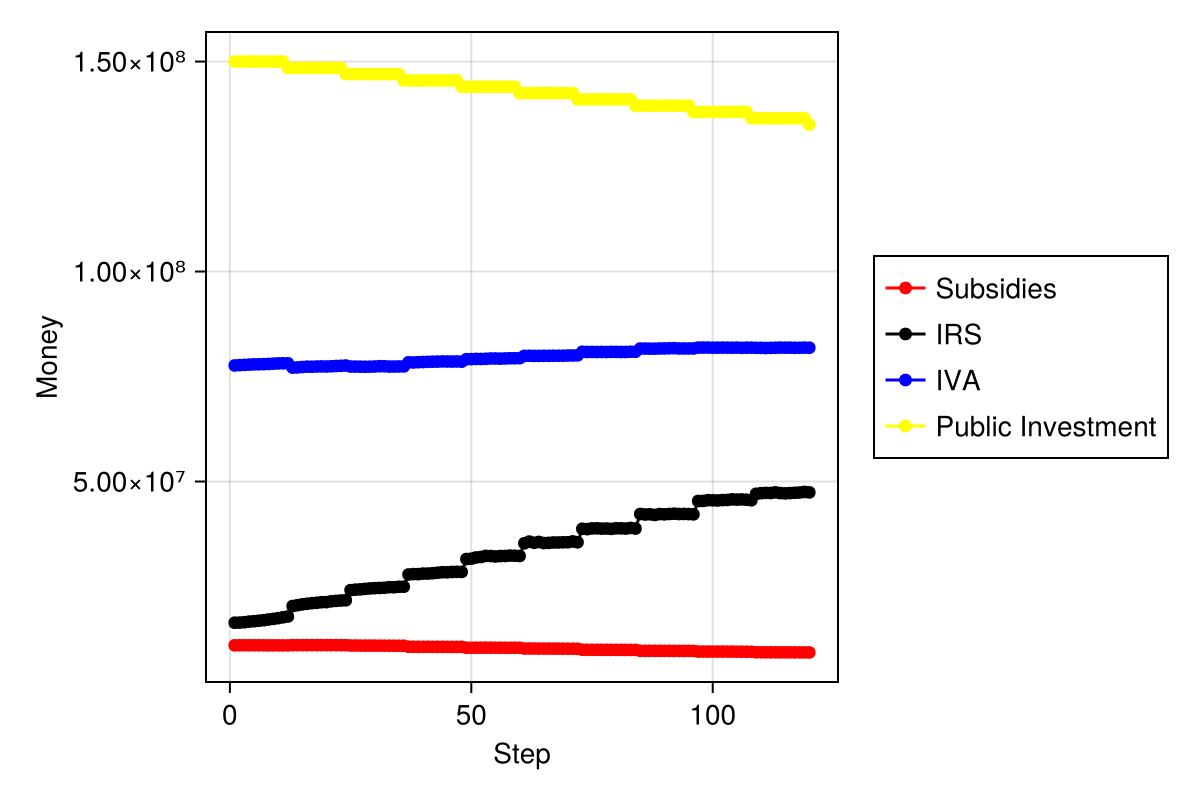 1.50×10⁸
1.00×10⁸
5.00×10⁷
Money
0 50 100
Step
Subsidies
IRS
IVA
Public Investment